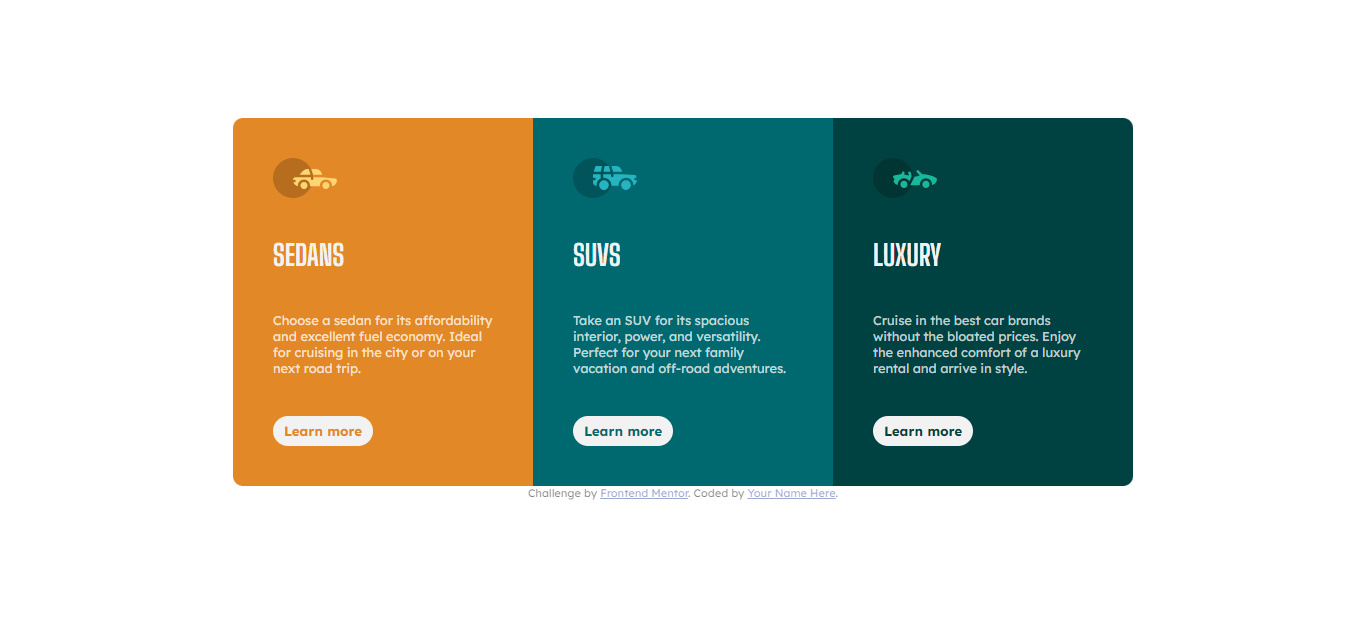 SEDANS
Choose a sedan for its affordability
and excellent fuel economy. Ideal
for cruising in the city or on your
next road trip.
Learn more
SUVS
Take an SUV for its spacious
interior, power, and versatility.
Perfect for your next family
vacation and off-road adventures.
Learn more
LUXURY
Cruise in the best car brands
without the bloated prices. Enjoy
the enhanced comfort of a luxury
rental and arrive in style.
Learn more
Challenge by Frontend Mentor. Coded by Your Name Here.